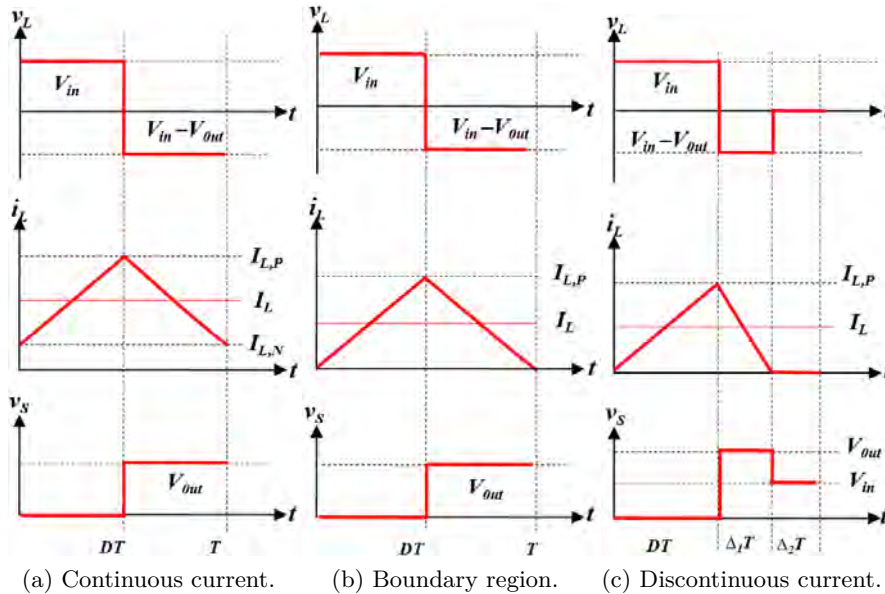 v_L
V_in
t
V_in–V_0ut
i_L
I_L,P
I_L
I_L,N
t
v_S
V_0ut
t
DT
T
(a) Continuous current.
v_L
V_in
t
V_in–V_0ut
i_L
I_L,P
I_L
t
v_S
V_0ut
t
DT
T
(b) Boundary region.
v_L
V_in
t
V_in–V_0ut
i_L
I_L,P
I_L
t
v_S
V_0ut
V_in
t
DT
Δ₁T
Δ₂T
(c) Discontinuous current.